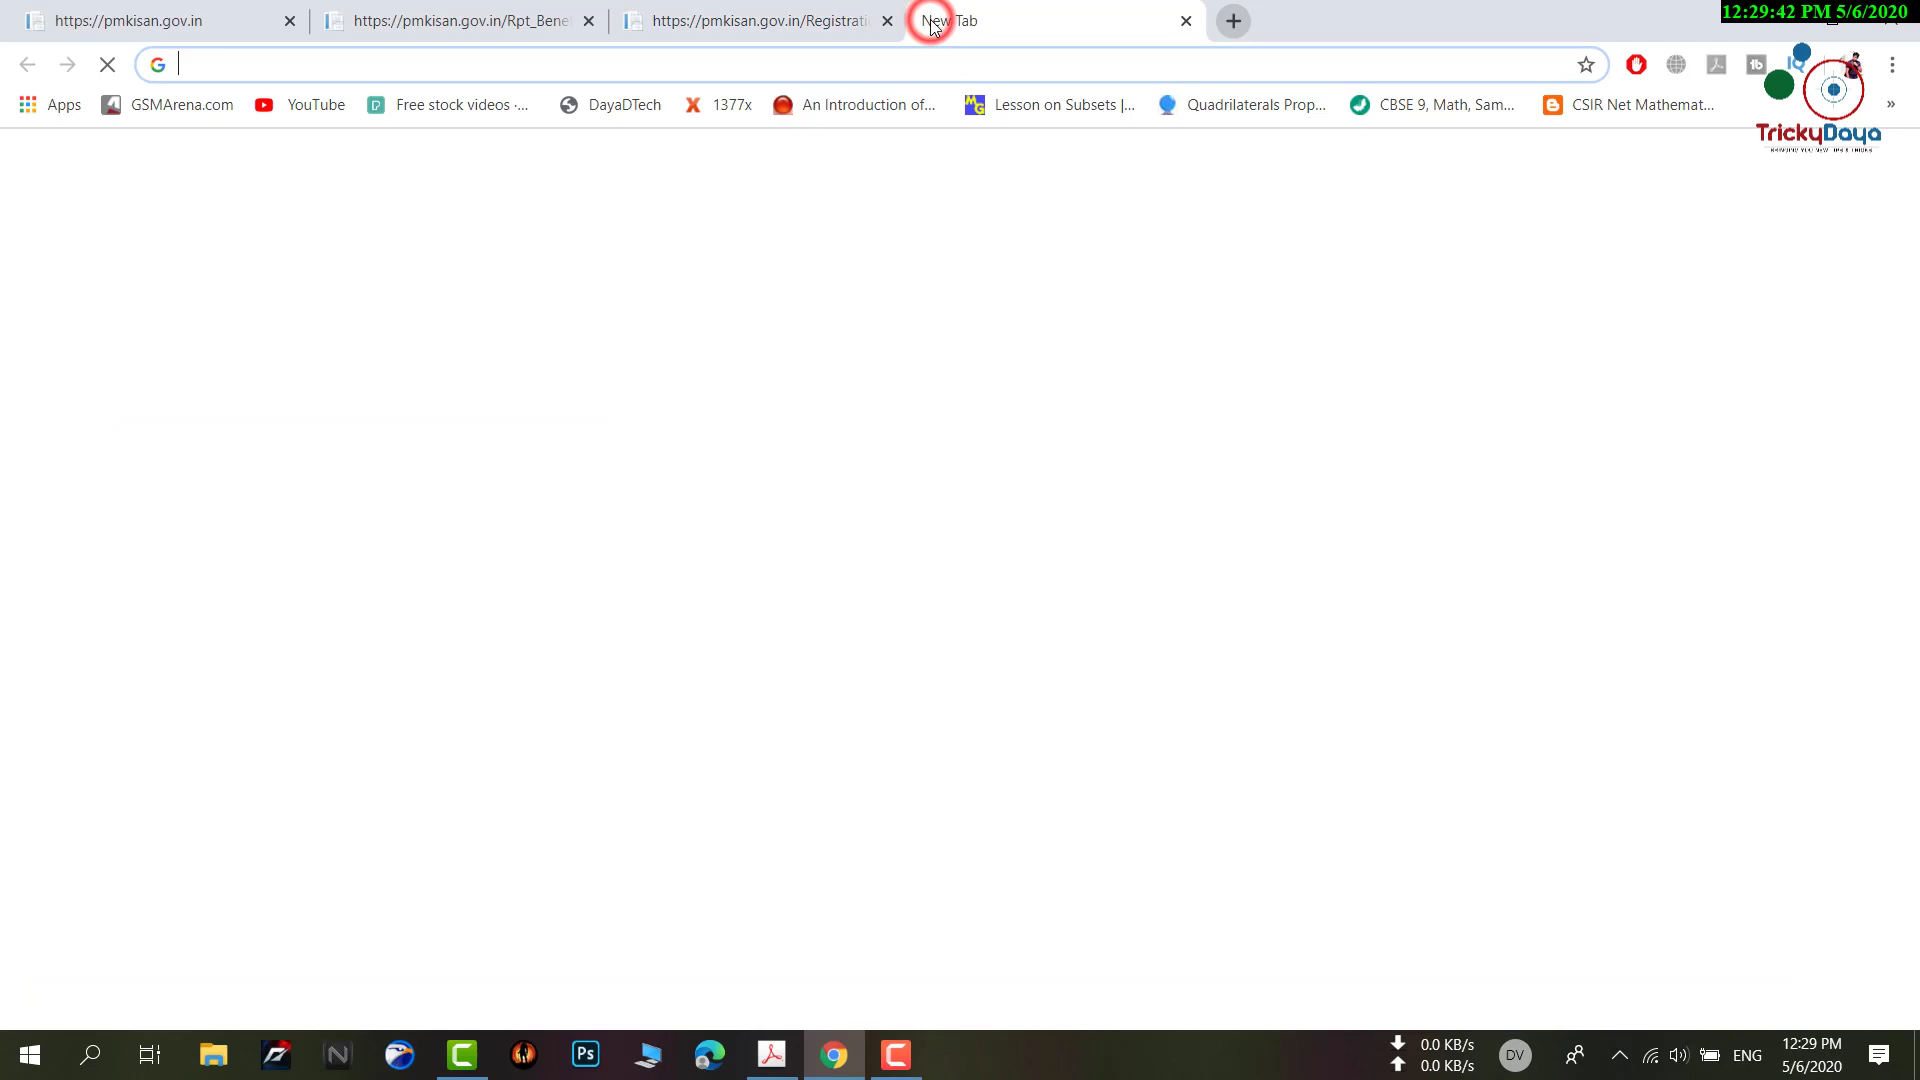 https://pmkisan.gov.in
https://pmkisan.gov.in/Rpt_Bene
https://pmkisan.gov.in/Registrati
New Tab
12:29:42 PM 5/6/2020
Apps
GSMArena.com
YouTube
Free stock videos ·...
DayaDTech
1377x
An Introduction of...
Lesson on Subsets |...
Quadrilaterals Prop...
CBSE 9, Math, Sam...
CSIR Net Mathemat...
»
TrickyDaya
Ps
0.0 KB/s
0.0 KB/s
DV
ENG
12:29 PM
5/6/2020